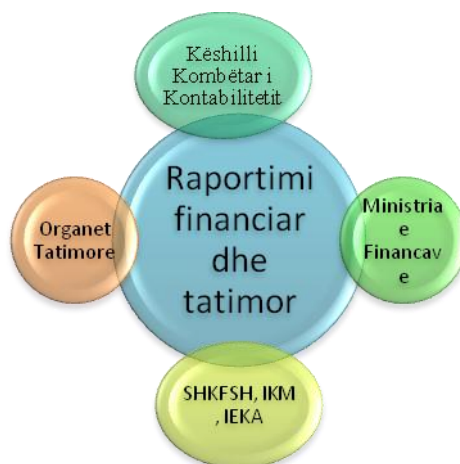 Këshilli
Kombëtar i
Kontabilitetit
Raportimi
financiar
dhe
tatimor
Organet
Tatimore
Ministria
e
Financav
e
SHKFSH, IKM
, IEKA